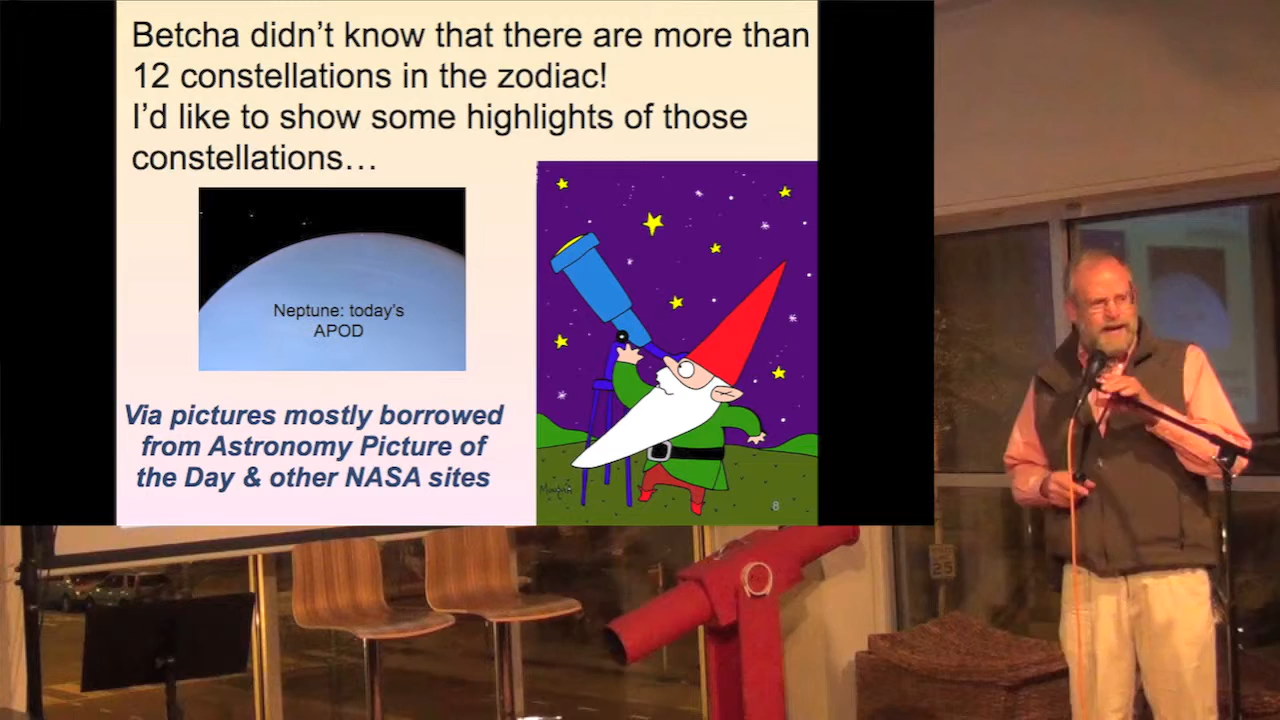 Betcha didn't know that there are more than
12 constellations in the zodiac!
I'd like to show some highlights of those
constellations…
Neptune: today's
APOD
Via pictures mostly borrowed
from Astronomy Picture of
the Day & other NASA sites
8
25